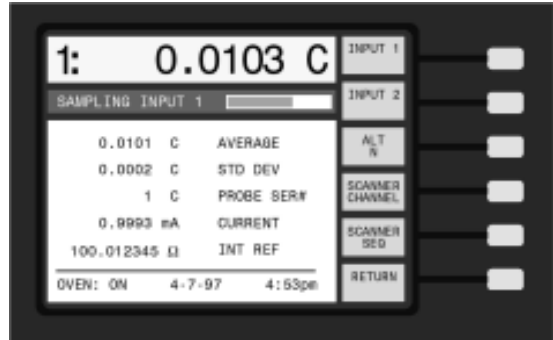 1: 0.0103 C
SAMPLING INPUT 1
0.0101 C AVERAGE
0.0002 C STD DEV
1 C PROBE SER#
0.9993 mA CURRENT
100.012345 Ω INT REF
OVEN: ON 4-7-97 4:53pm
INPUT 1
INPUT 2
ALT
N
SCANNER
CHANNEL
SCANNER
SEQ
RETURN